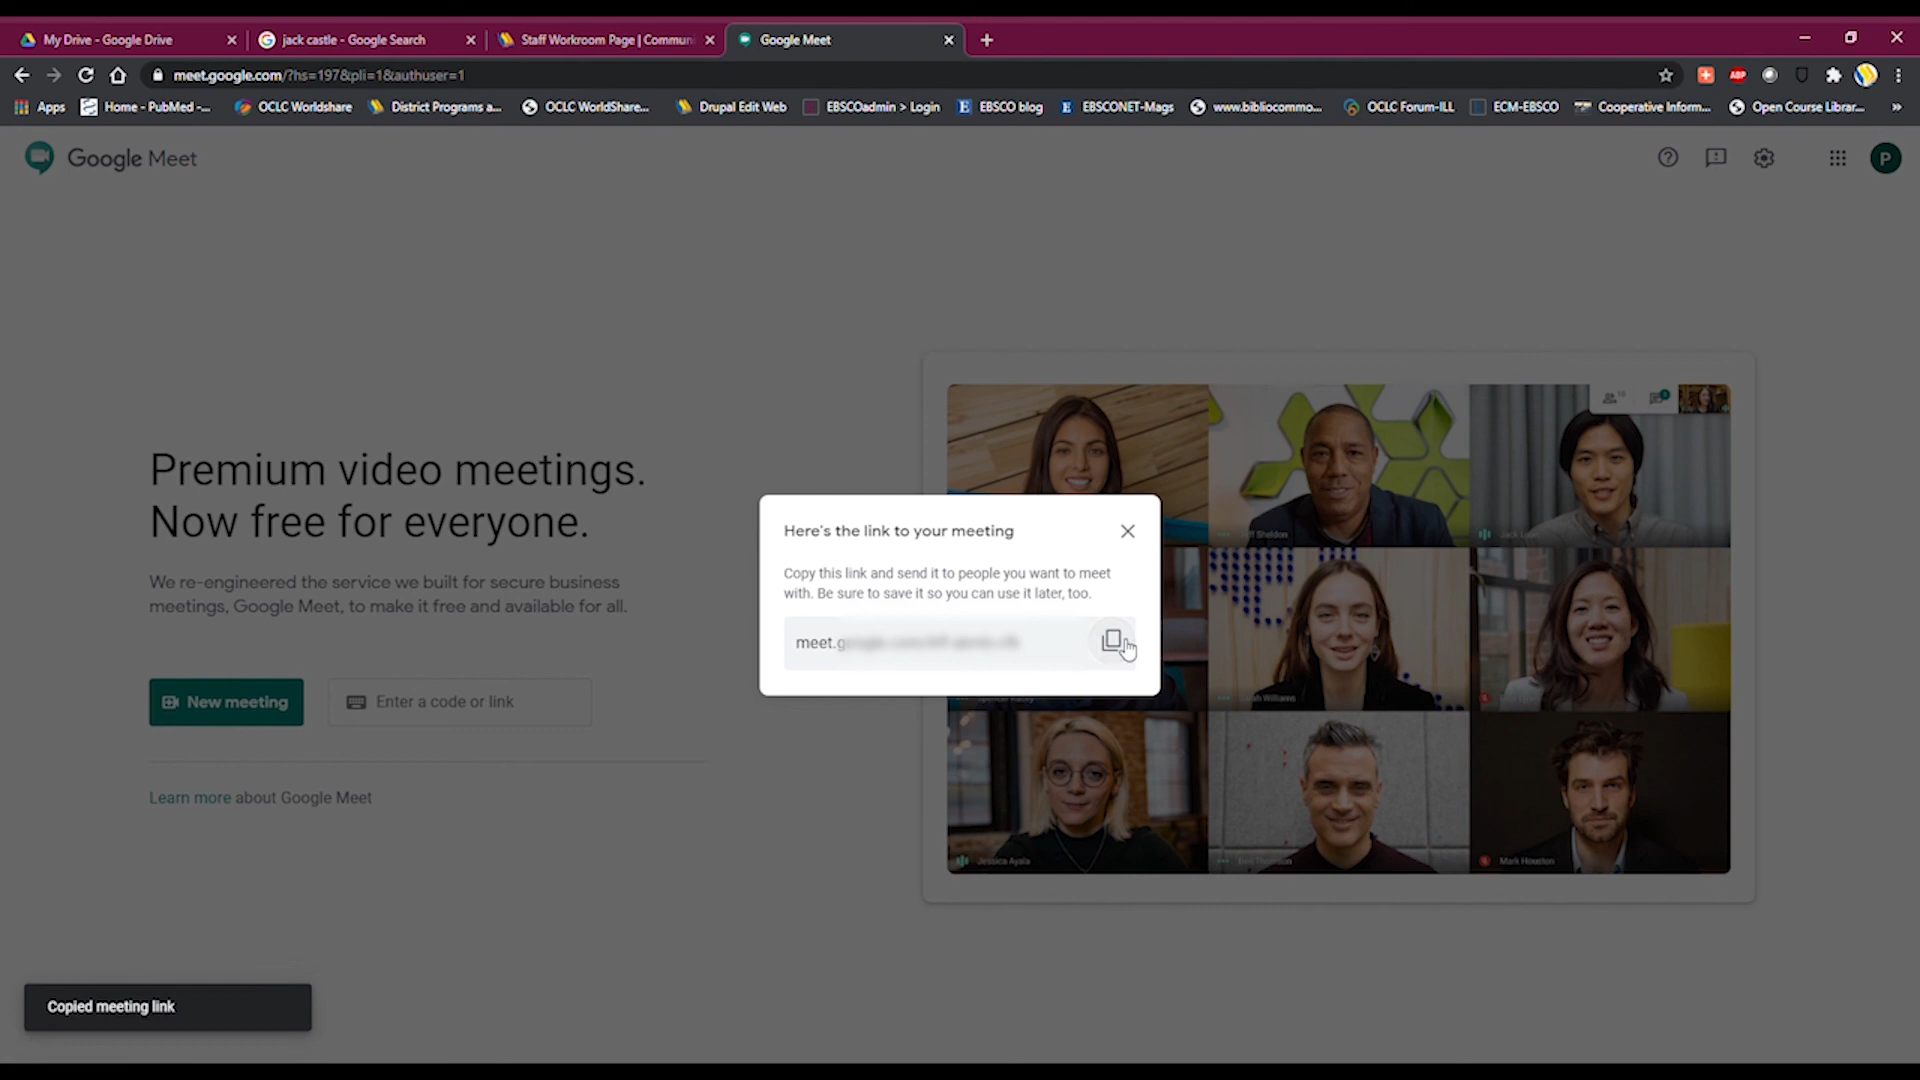 My Drive - Google Drive
jack castle - Google Search
Staff Workroom Page | Commun
Google Meet
meet.google.com/?hs=197&pli=1&authuser=1
Apps
Home - PubMed -...
OCLC Worldshare
District Programs a...
OCLC WorldShare...
Drupal Edit Web
EBSCOadmin > Login
EBSCO blog
EBSCONET-Mags
www.bibliocommo...
OCLC Forum-ILL
ECM-EBSCO
Cooperative Inform...
Open Course Librar...
»
ABP
Google Meet
P
Premium video meetings.
Now free for everyone.
We re-engineered the service we built for secure business
meetings, Google Meet, to make it free and available for all.
New meeting
Enter a code or link
Learn more about Google Meet
Here's the link to your meeting
Copy this link and send it to people you want to meet
with. Be sure to save it so you can use it later, too.
meet.g
Sheldon
Jack
Williams
Jessica Ayala
Mark Houston
Copied meeting link